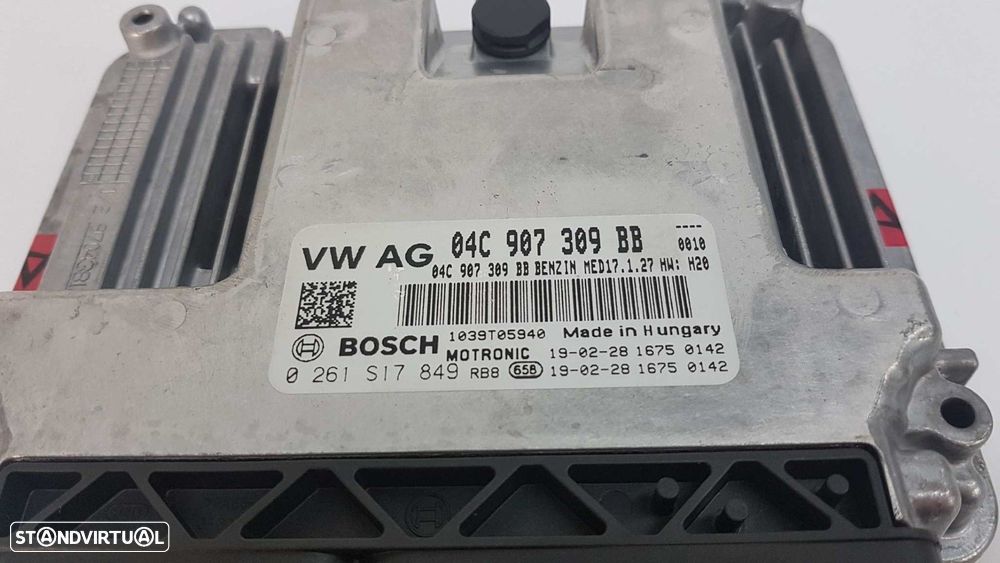 VW AG 04C 907 309 BB ---- 0010
04C 907 309 BB BENZIN MED17.1.27 HW: H20
BOSCH 1039T05940 Made in Hungary
MOTRONIC 19-02-28 1675 0142
0 261 S17 849 RB8 658 19-02-28 1675 0142
STANDVIRTUAL